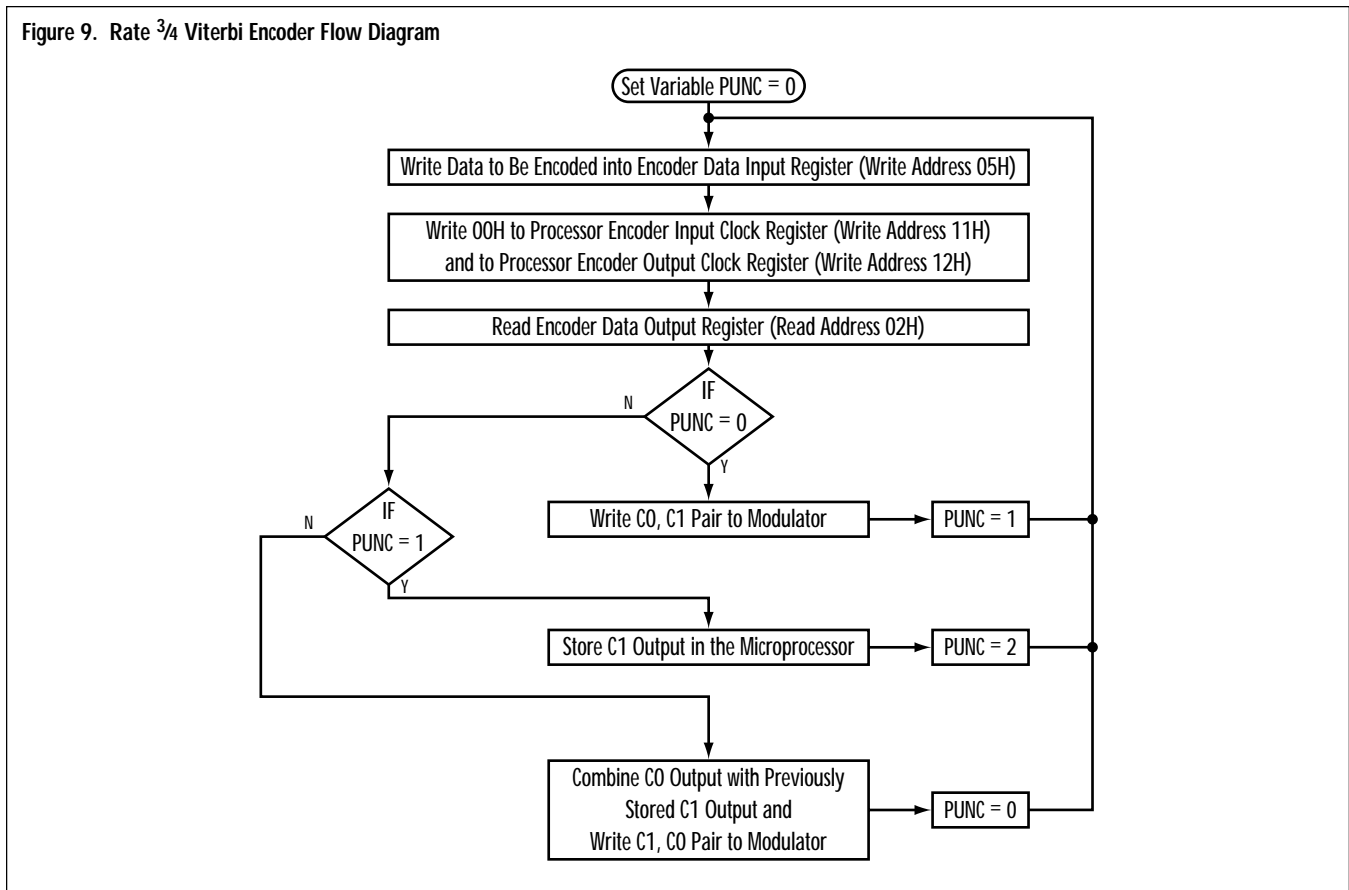 Figure 9. Rate 3/4 Viterbi Encoder Flow Diagram
Set Variable PUNC = 0
Write Data to Be Encoded into Encoder Data Input Register (Write Address 05H)
Write 00H to Processor Encoder Input Clock Register (Write Address 11H)
and to Processor Encoder Output Clock Register (Write Address 12H)
Read Encoder Data Output Register (Read Address 02H)
IF
PUNC = 0
N
Y
Write C0, C1 Pair to Modulator
PUNC = 1
IF
PUNC = 1
N
Y
Store C1 Output in the Microprocessor
PUNC = 2
Combine C0 Output with Previously
Stored C1 Output and
Write C1, C0 Pair to Modulator
PUNC = 0